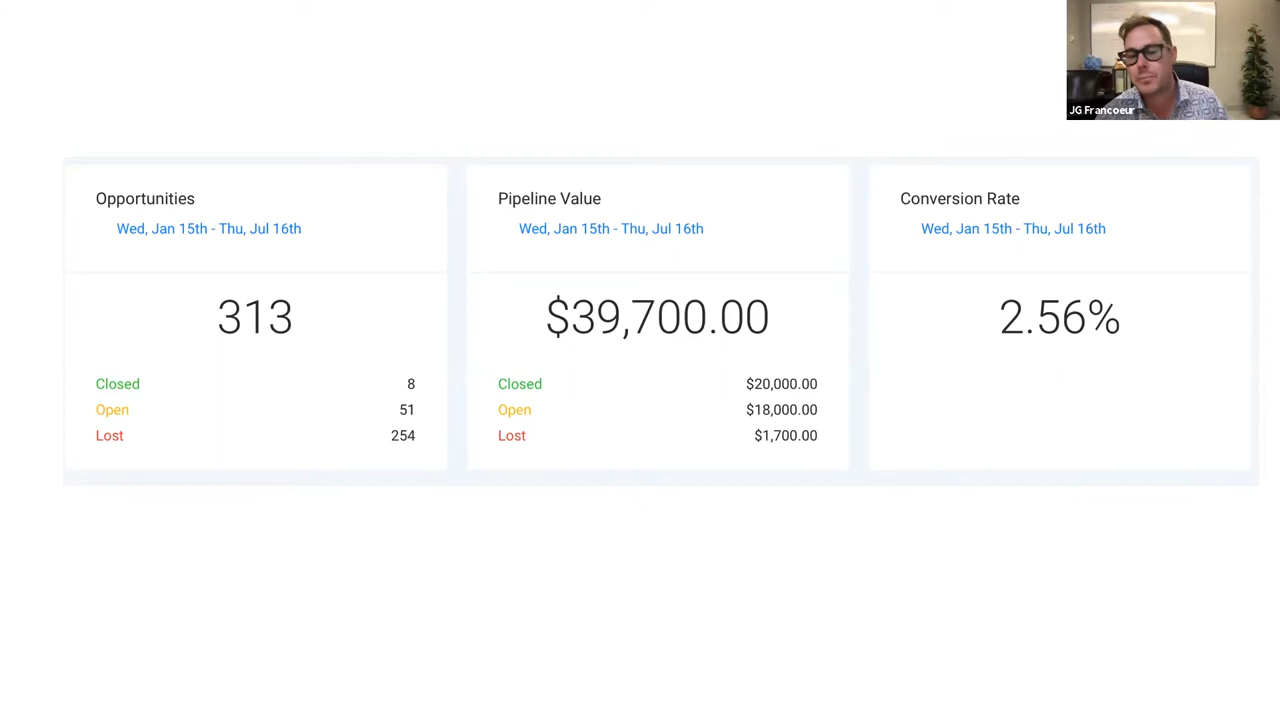 JG Francoeur
Opportunities
Wed, Jan 15th - Thu, Jul 16th
313
Closed 8
Open 51
Lost 254
Pipeline Value
Wed, Jan 15th - Thu, Jul 16th
$39,700.00
Closed $20,000.00
Open $18,000.00
Lost $1,700.00
Conversion Rate
Wed, Jan 15th - Thu, Jul 16th
2.56%